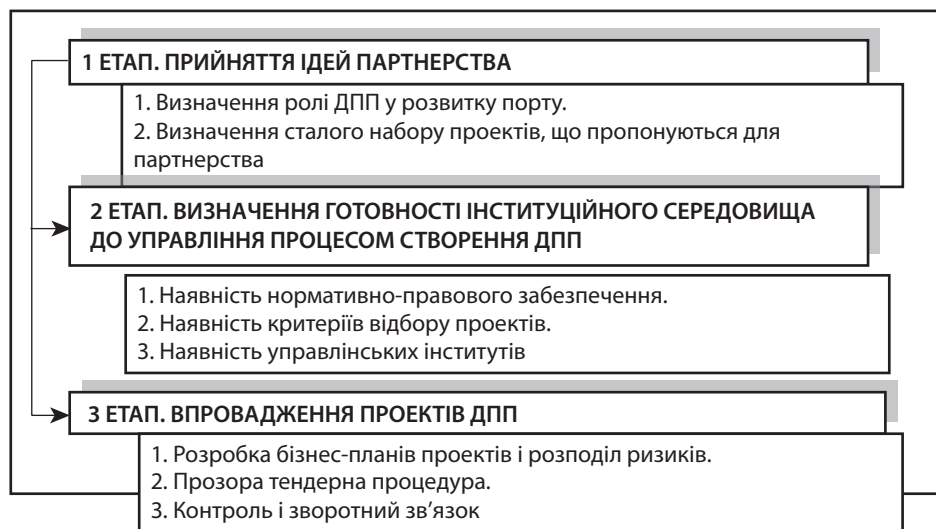 1 ЕТАП. ПРИЙНЯТТЯ ІДЕЙ ПАРТНЕРСТВА
1. Визначення ролі ДПП у розвитку порту.
2. Визначення сталого набору проектів, що пропонуються для
партнерства
2 ЕТАП. ВИЗНАЧЕННЯ ГОТОВНОСТІ ІНСТИТУЦІЙНОГО СЕРЕДОВИЩА
ДО УПРАВЛІННЯ ПРОЦЕСОМ СТВОРЕННЯ ДПП
1. Наявність нормативно-правового забезпечення.
2. Наявність критеріїв відбору проектів.
3. Наявність управлінських інститутів
3 ЕТАП. ВПРОВАДЖЕННЯ ПРОЕКТІВ ДПП
1. Розробка бізнес-планів проектів і розподіл ризиків.
2. Прозора тендерна процедура.
3. Контроль і зворотний зв'язок